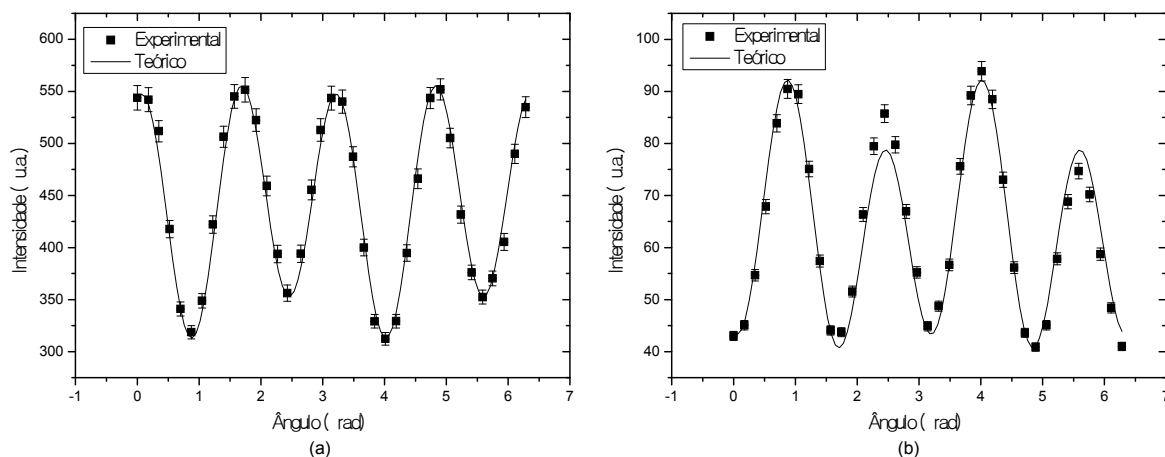 Experimental
Teórico
Intensidade ( u.a.)
600
550
500
450
400
350
300
-1 0 1 2 3 4 5 6 7
Ângulo ( rad)
(a)
Experimental
Teórico
Intensidade ( u.a.)
100
90
80
70
60
50
40
-1 0 1 2 3 4 5 6 7
Ângulo ( rad)
(b)